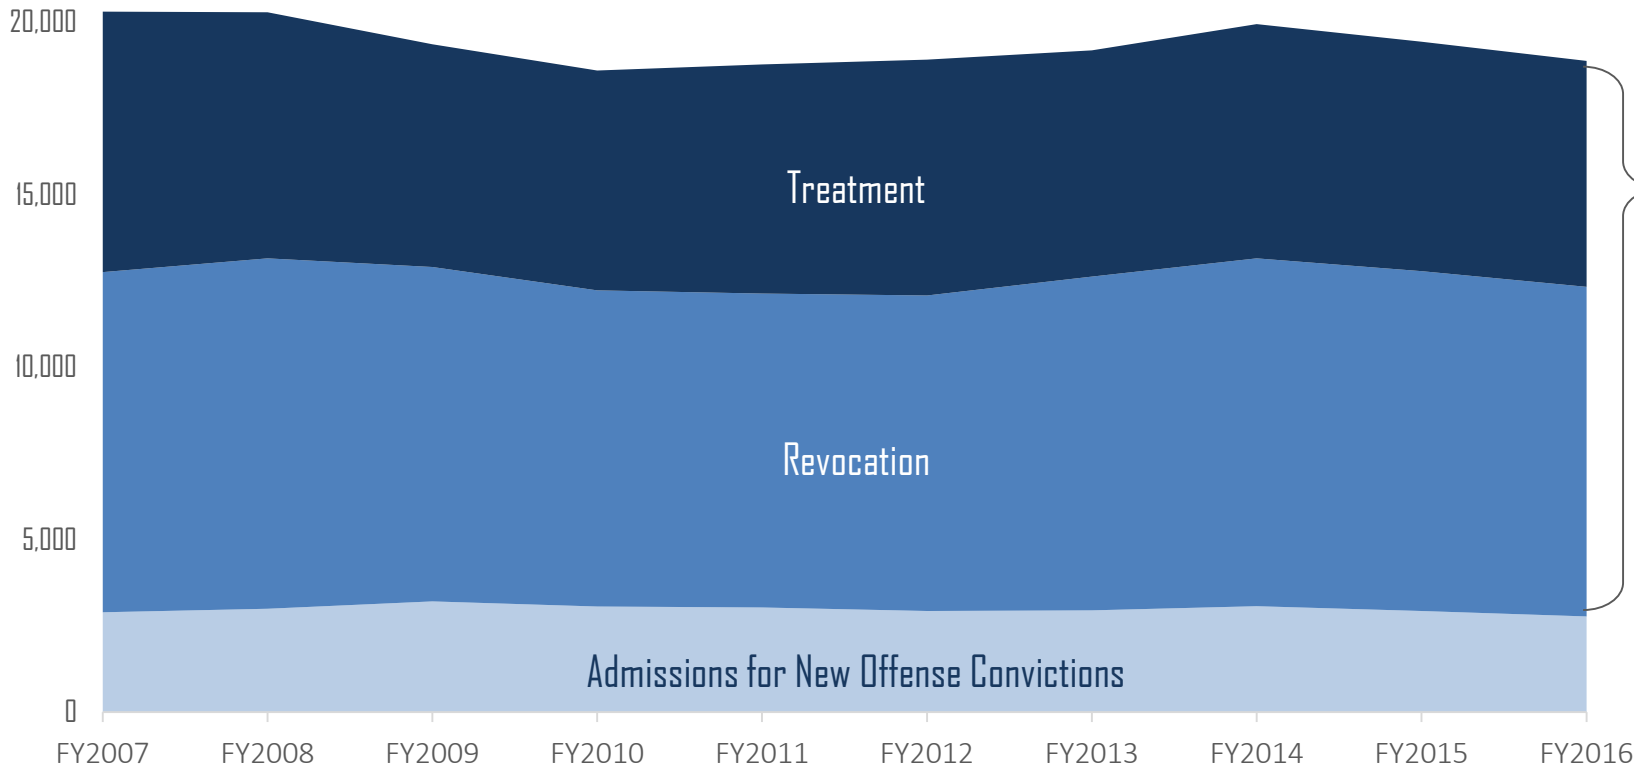 20,000
15,000
10,000
5,000
0
Treatment
Revocation
Admissions for New Offense Convictions
FY2007 FY2008 FY2009 FY2010 FY2011 FY2012 FY2013 FY2014 FY2015 FY2016